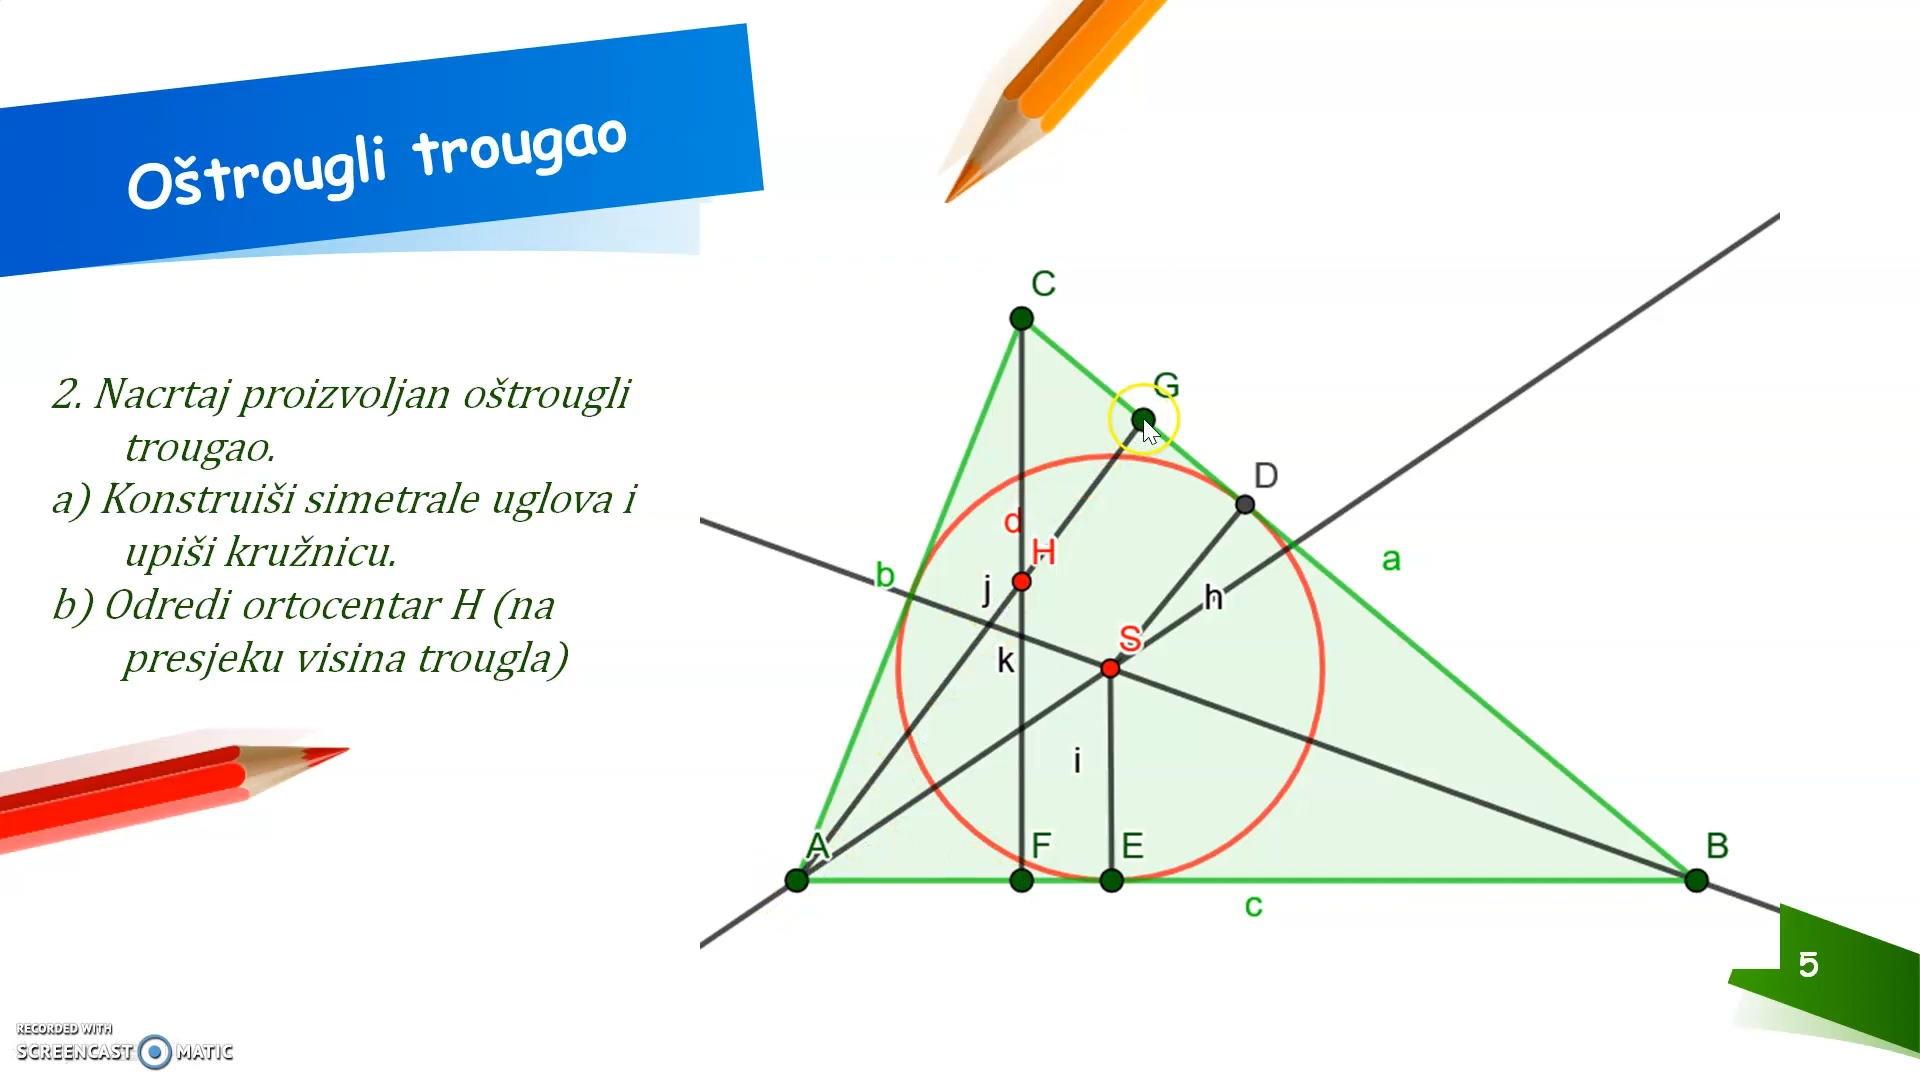 Oštrougli trougao
2. Nacrtaj proizvoljan oštrougli
trougao.
a) Konstruiši simetrale uglova i
upiši kružnicu.
b) Odredi ortocentar H (na
presjeku visina trougla)
C
G
D
d
H
a
b
j
h
S
k
i
A
F
E
B
c
5
RECORDED WITH
SCREENCAST MATIC